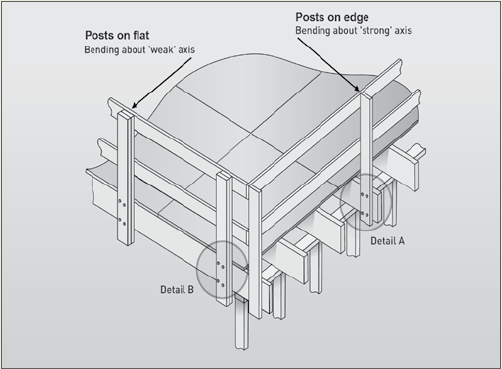 Posts on flat
Bending about 'weak' axis
Posts on edge
Bending about 'strong' axis
Detail A
Detail B